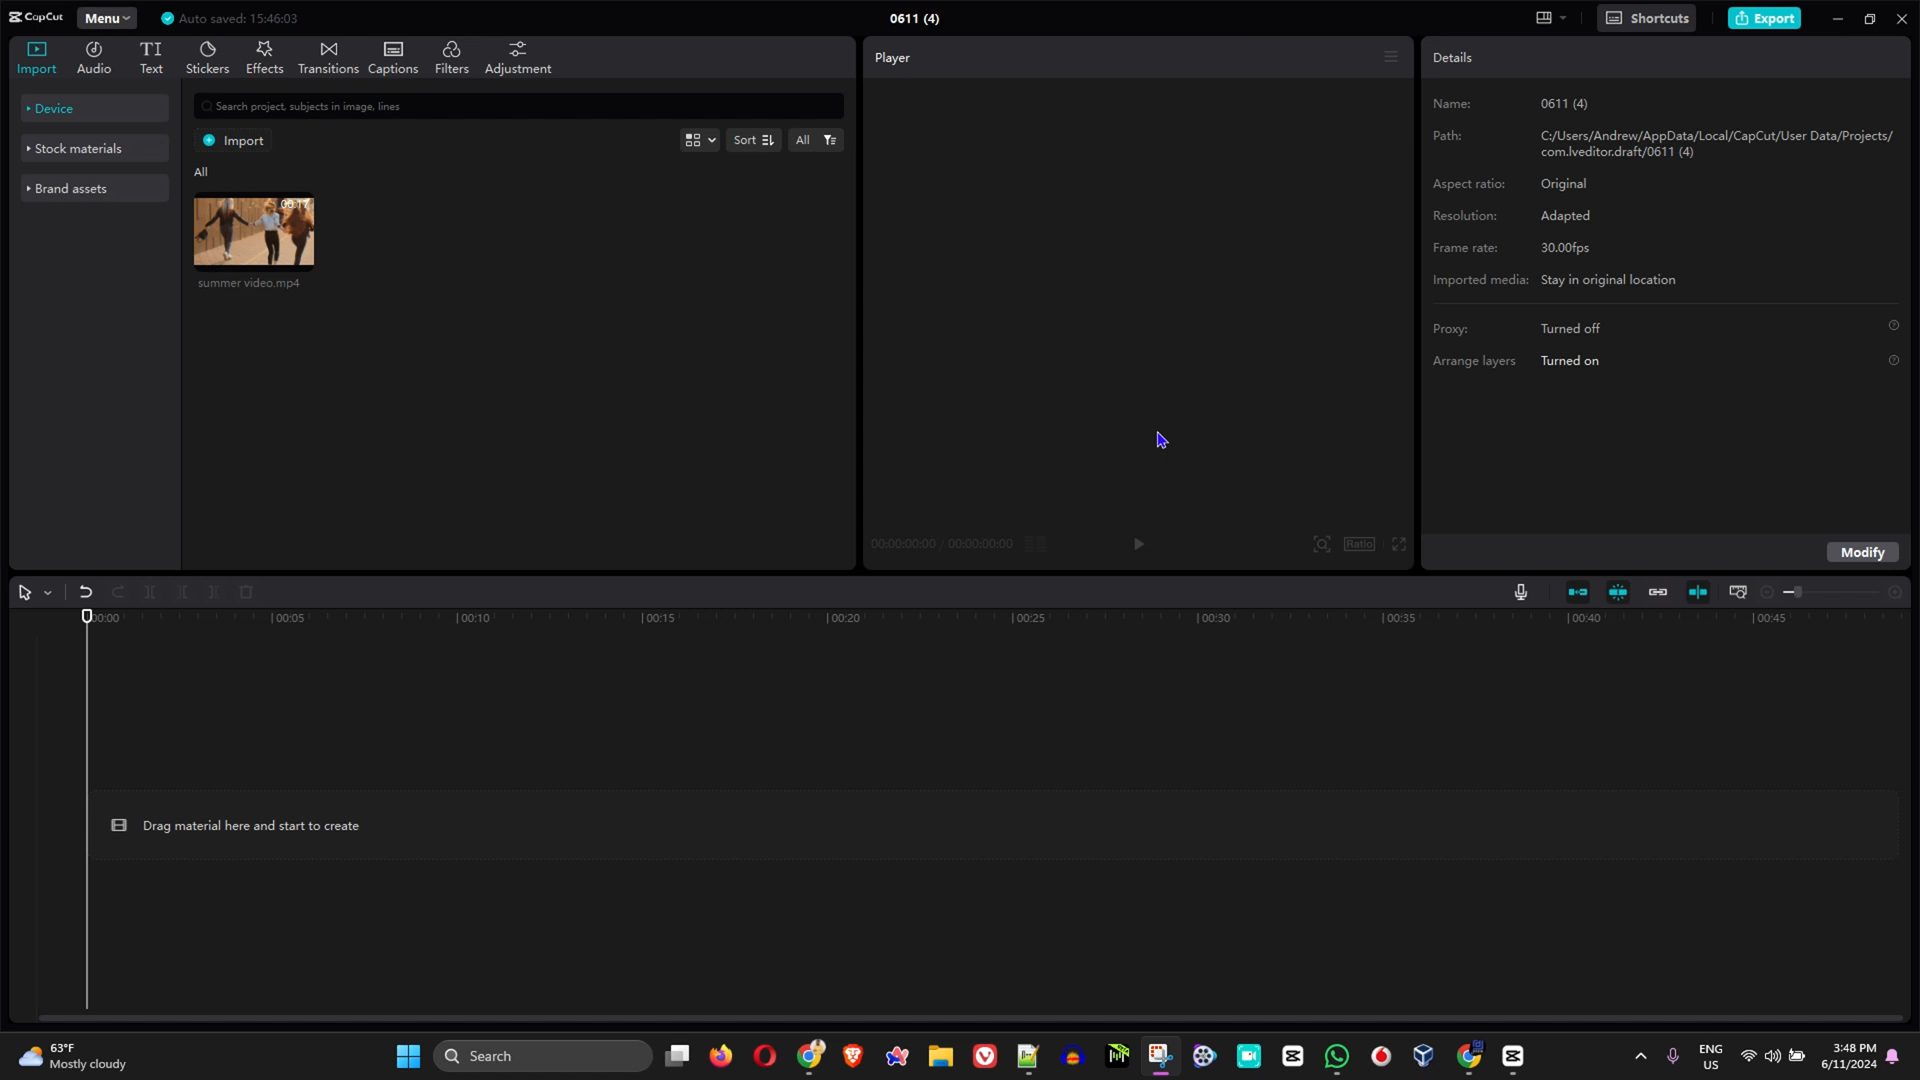 CapCut
Menu
Auto saved: 15:46:03
0611 (4)
Shortcuts
Export
Import
Audio
TI
Text
Stickers
Effects
Transitions
Captions
Filters
Adjustment
Player
Details
Device
Stock materials
Brand assets
Search project, subjects in image, lines
Import
Sort
All
All
00:17
summer video.mp4
Name:
0611 (4)
Path:
C:/Users/Andrew/AppData/Local/CapCut/User Data/Projects/
com.lveditor.draft/0611 (4)
Aspect ratio:
Original
Resolution:
Adapted
Frame rate:
30.00fps
Imported media:
Stay in original location
Proxy:
Turned off
Arrange layers
Turned on
00:00:00:00 / 00:00:00:00
Ratio
Modify
00:00
00:05
00:10
00:15
00:20
00:25
00:30
00:35
00:40
00:45
Drag material here and start to create
63°F
Mostly cloudy
Search
ENG
US
3:48 PM
6/11/2024